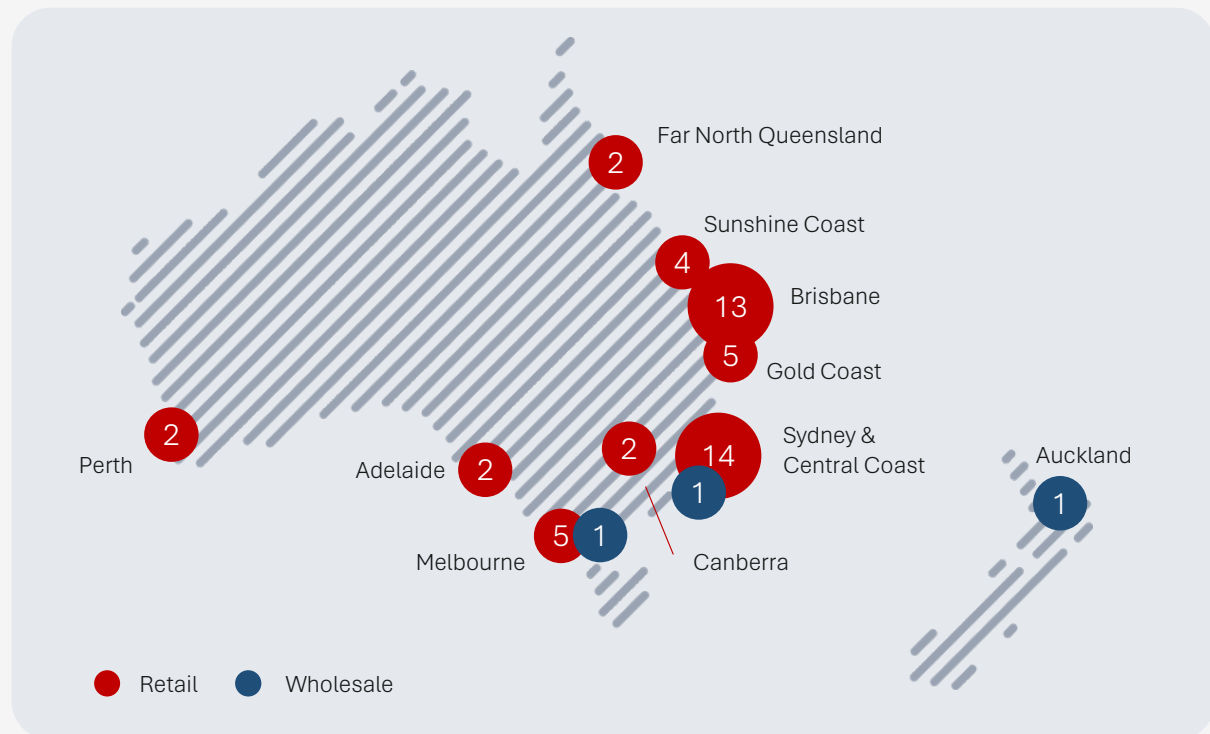 Far North Queensland
2
Sunshine Coast
4
13
Brisbane
5
Gold Coast
2
Perth
Adelaide
2
2
14
Sydney &
Central Coast
1
Auckland
1
5
1
Melbourne
Canberra
Retail
Wholesale